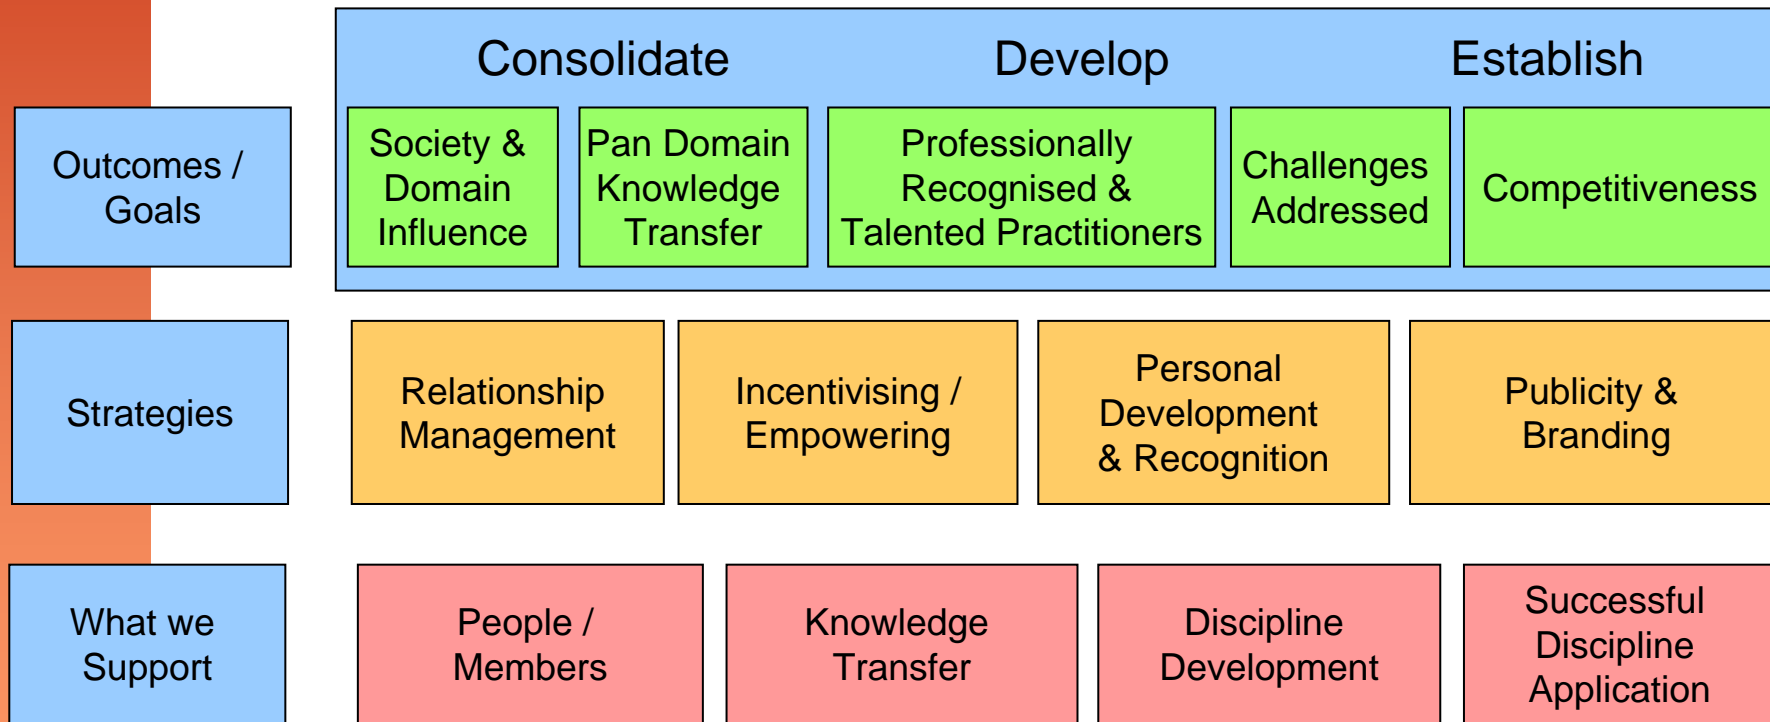 Consolidate Develop Establish
Outcomes /
Goals
Society &
Domain
Influence
Pan Domain
Knowledge
Transfer
Professionally
Recognised &
Talented Practitioners
Challenges
Addressed
Competitiveness
Strategies
Relationship
Management
Incentivising /
Empowering
Personal
Development
& Recognition
Publicity &
Branding
What we
Support
People /
Members
Knowledge
Transfer
Discipline
Development
Successful
Discipline
Application